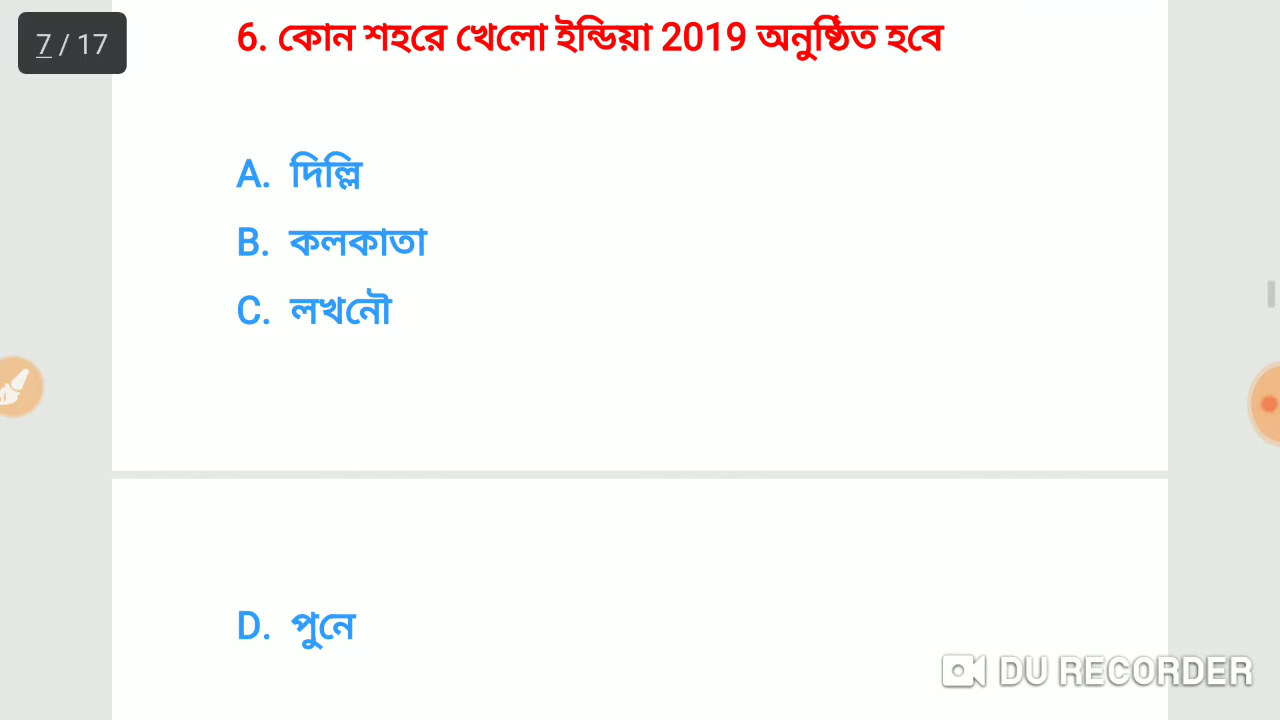 7 / 17
6. কোন শহরে খেলো ইন্ডিয়া 2019 অনুষ্ঠিত হবে
A. দিল্লি
B. কলকাতা
C. লখনৌ
D. পুনে
DU RECORDER